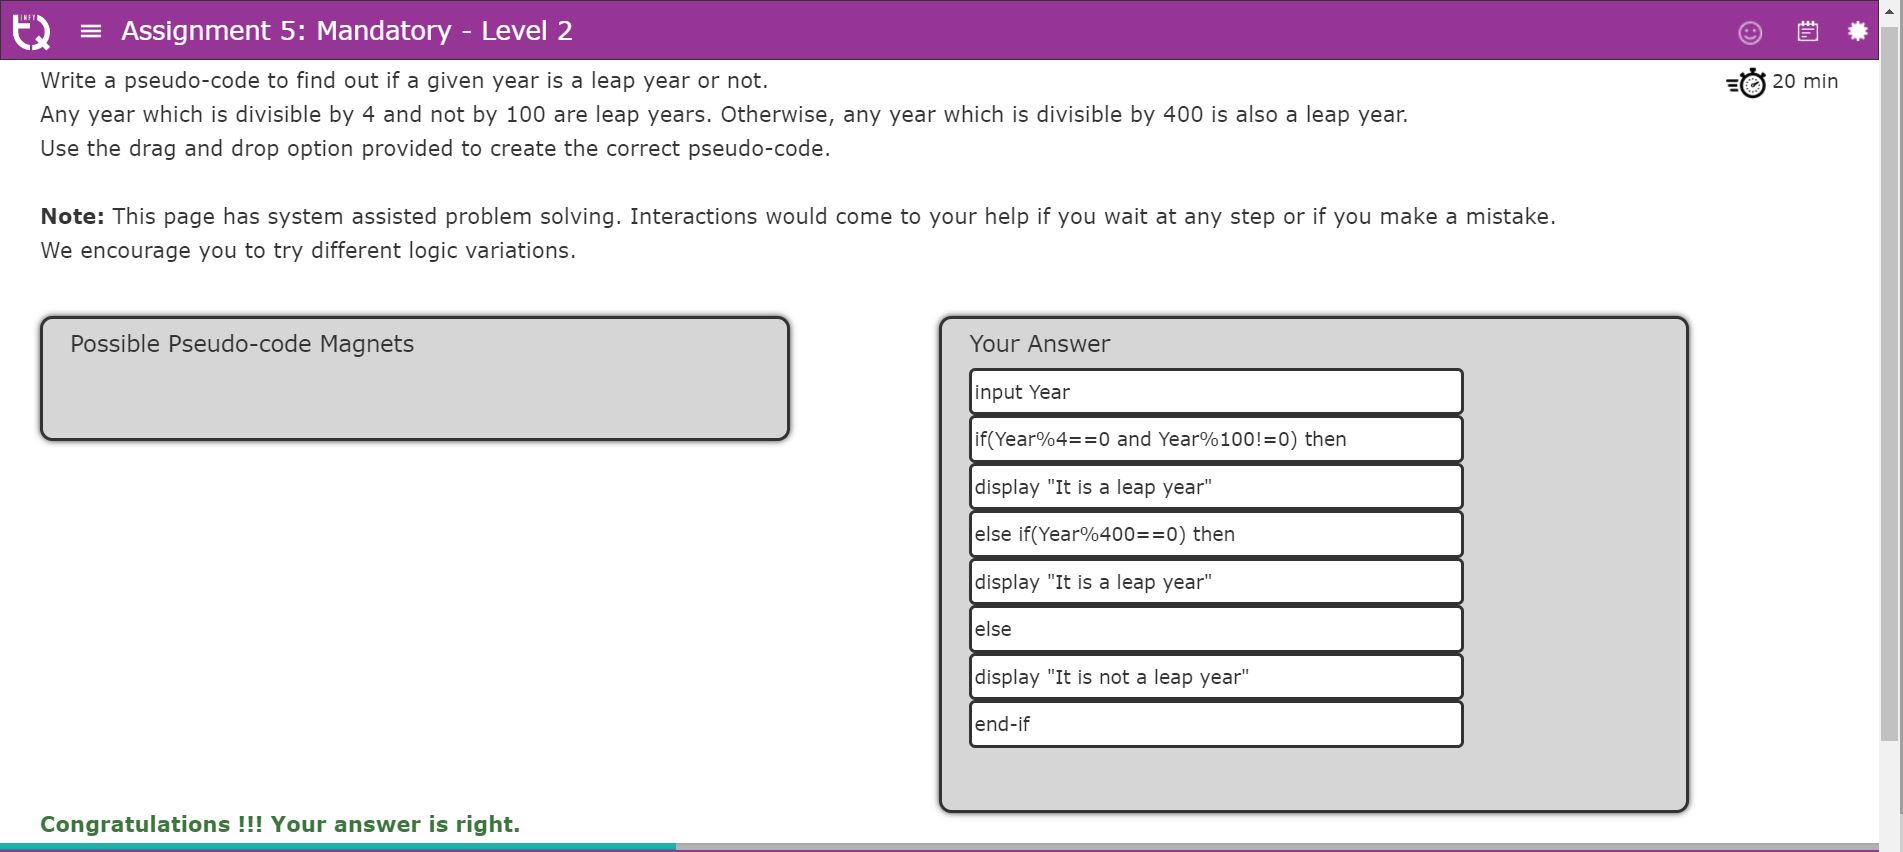 INFY
TQ
Assignment 5: Mandatory - Level 2
Write a pseudo-code to find out if a given year is a leap year or not.
20 min
Any year which is divisible by 4 and not by 100 are leap years. Otherwise, any year which is divisible by 400 is also a leap year.
Use the drag and drop option provided to create the correct pseudo-code.
Note: This page has system assisted problem solving. Interactions would come to your help if you wait at any step or if you make a mistake.
We encourage you to try different logic variations.
Possible Pseudo-code Magnets
Your Answer
input Year
if(Year%4==0 and Year%100!=0) then
display "It is a leap year"
else if(Year%400==0) then
display "It is a leap year"
else
display "It is not a leap year"
end-if
Congratulations !!! Your answer is right.